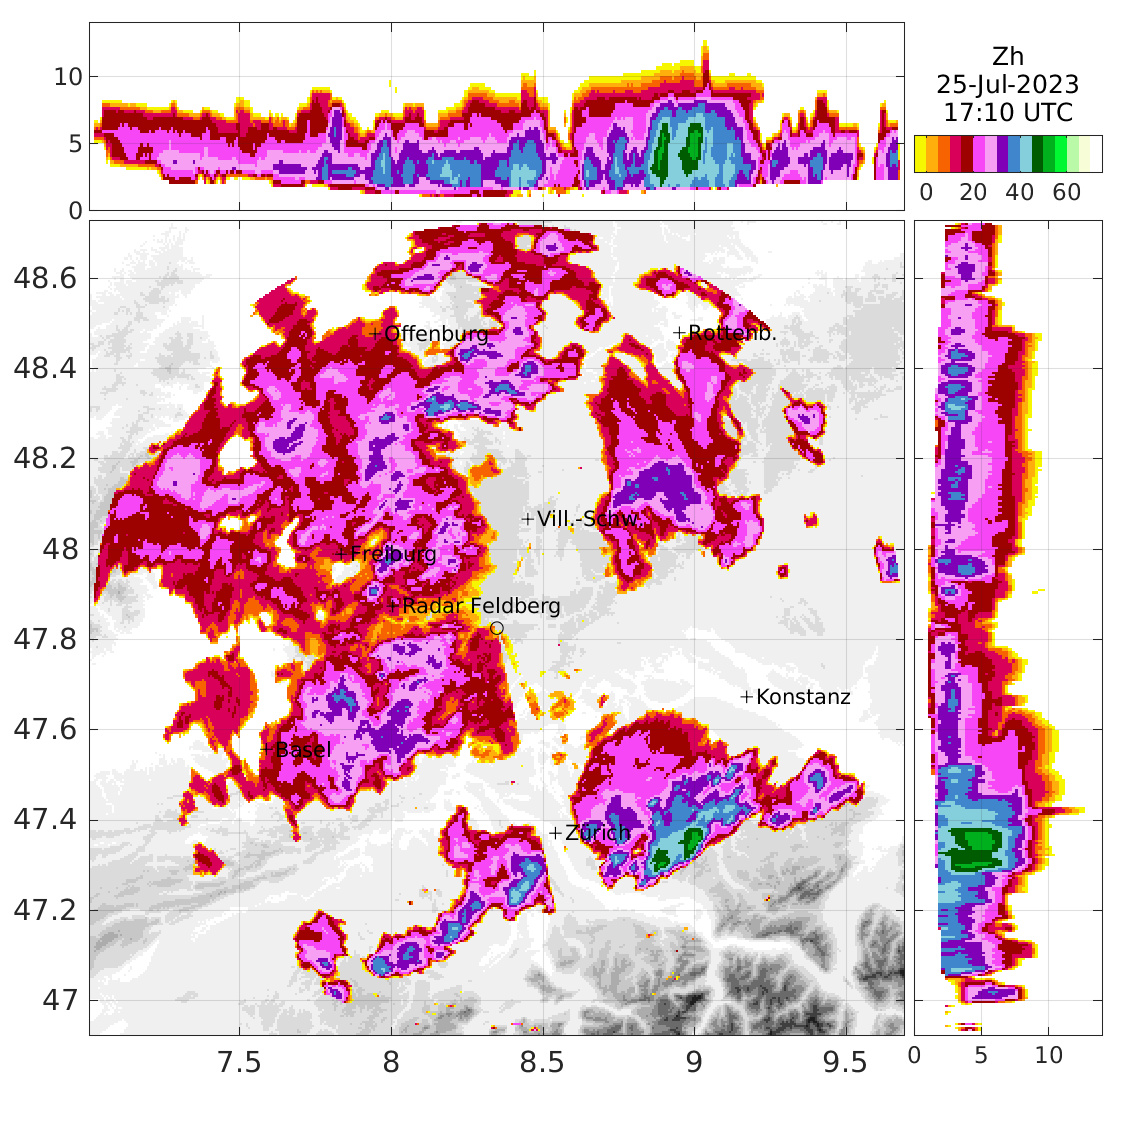 10
5
0
Zh
25-Jul-2023
17:10 UTC
0 20 40 60
48.6
48.4
48.2
48
47.8
47.6
47.4
47.2
47
Offenburg
Rottenb.
Vill.-Schw.
Freiburg
Radar Feldberg
Konstanz
Basel
Zürich
7.5 8 8.5 9 9.5
0 5 10